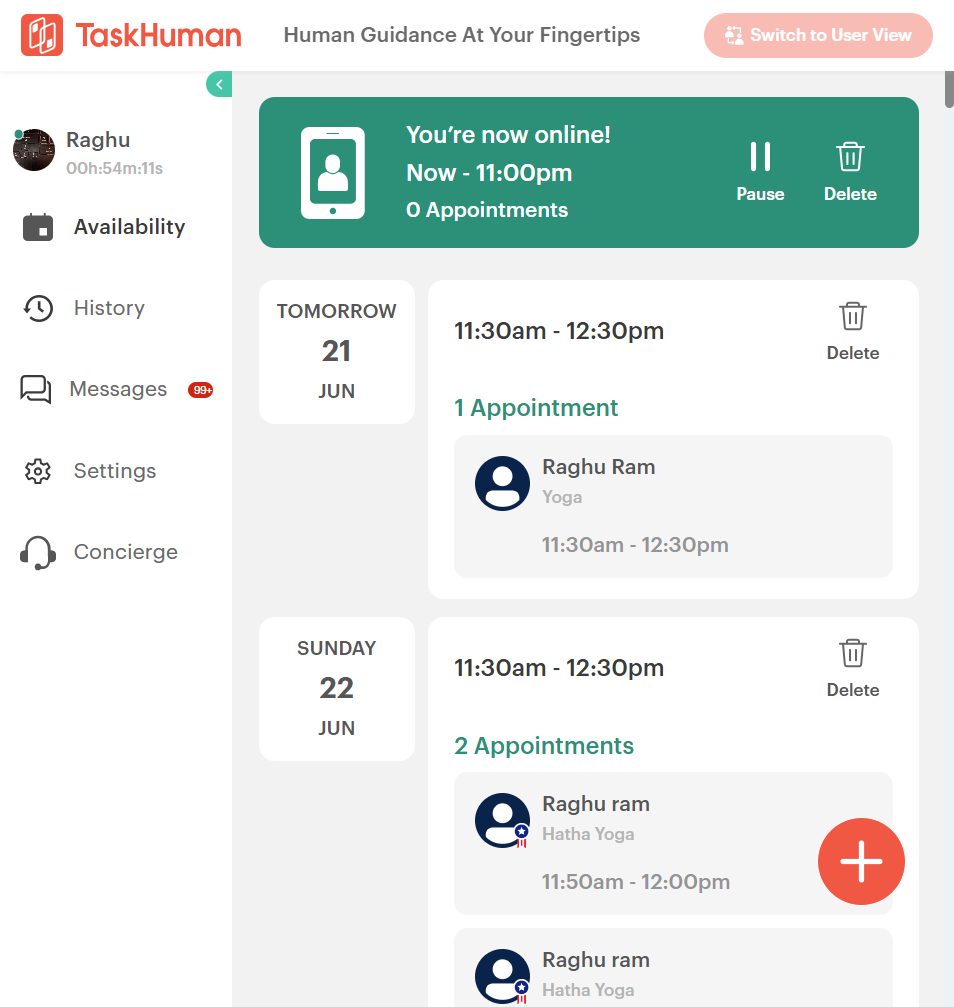 TaskHuman
Human Guidance At Your Fingertips
Switch to User View
Raghu
00h:54m:11s
Availability
History
Messages
99+
Settings
Concierge
You’re now online!
Now - 11:00pm
0 Appointments
Pause
Delete
TOMORROW
21
JUN
11:30am - 12:30pm
Delete
1 Appointment
Raghu Ram
Yoga
11:30am - 12:30pm
SUNDAY
22
JUN
11:30am - 12:30pm
Delete
2 Appointments
Raghu ram
Hatha Yoga
11:50am - 12:00pm
Raghu ram
Hatha Yoga